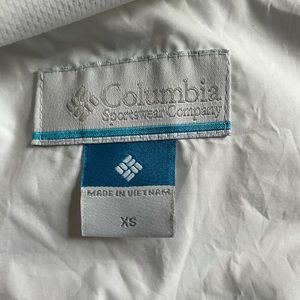 Columbia
Sportswear Company
MADE IN VIETNAM
XS